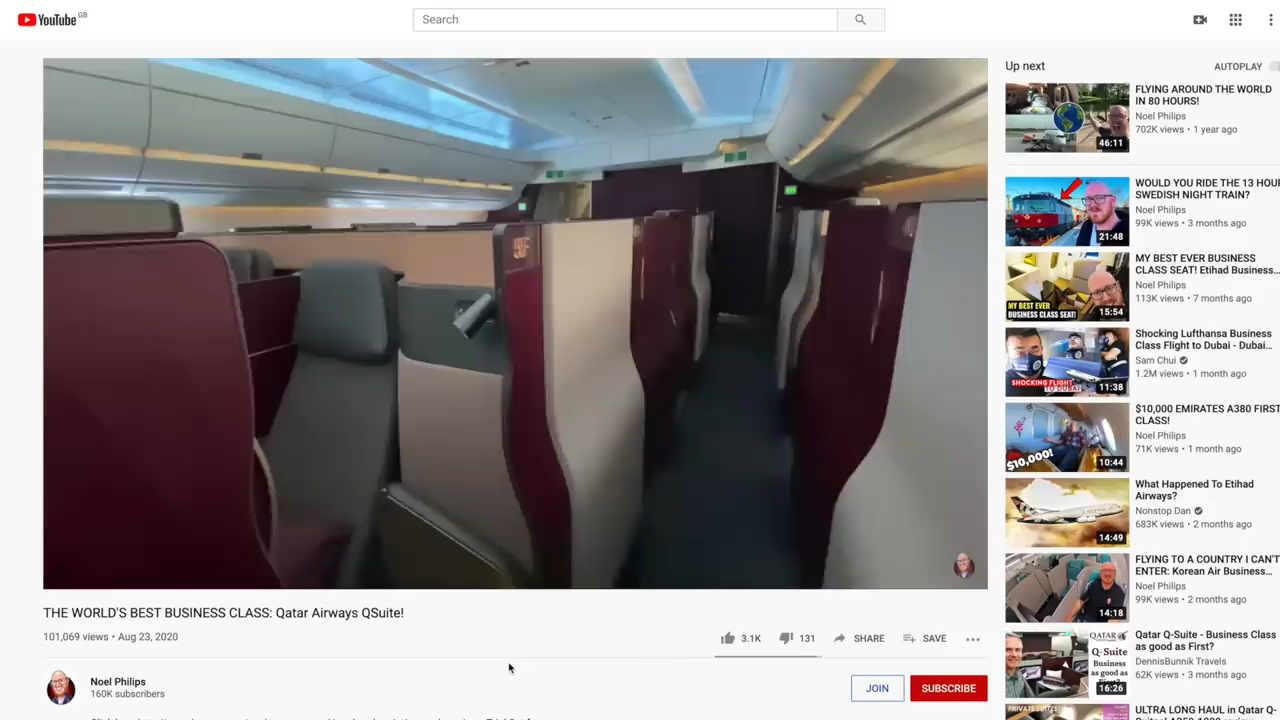 YouTube GB
Search
Up next
AUTOPLAY
FLYING AROUND THE WORLD
IN 80 HOURS!
Noel Philips
702K views • 1 year ago
46:11
WOULD YOU RIDE THE 13 HOUR
SWEDISH NIGHT TRAIN?
Noel Philips
99K views • 3 months ago
21:48
MY BEST EVER BUSINESS
CLASS SEAT! Etihad Business...
Noel Philips
113K views • 7 months ago
MY BEST EVER
BUSINESS CLASS SEAT!
15:54
Shocking Lufthansa Business
Class Flight to Dubai - Dubai...
Sam Chui
1.2M views • 1 month ago
SHOCKING FLIGHT
TO DUBAI
11:38
$10,000 EMIRATES A380 FIRST
CLASS!
Noel Philips
71K views • 1 month ago
$10,000!
10:44
What Happened To Etihad
Airways?
Nonstop Dan
683K views • 2 months ago
14:49
FLYING TO A COUNTRY I CAN'T
ENTER: Korean Air Business...
Noel Philips
99K views • 2 months ago
14:18
Qatar Q-Suite - Business Class
as good as First?
DennisBunnik Travels
62K views • 3 months ago
QATAR
Q-Suite
Business
as good as
First?
16:26
ULTRA LONG HAUL in Qatar Q-
PRIVATE SUITES!
THE WORLD'S BEST BUSINESS CLASS: Qatar Airways QSuite!
101,069 views • Aug 23, 2020
3.1K
131
SHARE
SAVE
Noel Philips
160K subscribers
JOIN
SUBSCRIBE